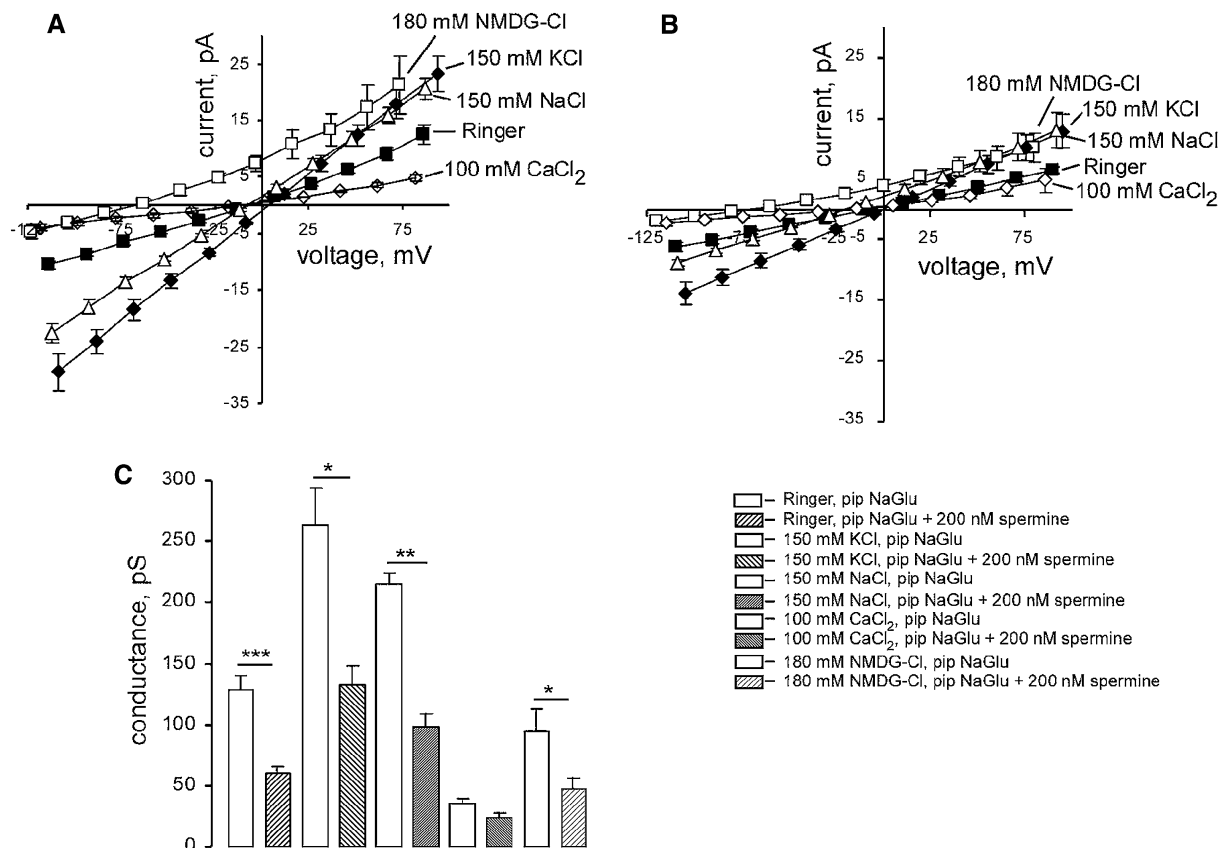 A
180 mM NMDG-Cl
150 mM KCl
150 mM NaCl
Ringer
100 mM CaCl2
current, pA
25
15
5
-5
-15
-25
-35
-75
-25
25
75
voltage, mV
B
180 mM NMDG-Cl
150 mM KCl
150 mM NaCl
Ringer
100 mM CaCl2
current, pA
25
15
5
-5
-15
-25
-35
-125
-25
25
75
voltage, mV
C
conductance, pS
300
250
200
150
100
50
0
***
*
**
*
Ringer, pip NaGlu
Ringer, pip NaGlu + 200 nM spermine
150 mM KCl, pip NaGlu
150 mM KCl, pip NaGlu + 200 nM spermine
150 mM NaCl, pip NaGlu
150 mM NaCl, pip NaGlu + 200 nM spermine
100 mM CaCl2, pip NaGlu
100 mM CaCl2, pip NaGlu + 200 nM spermine
180 mM NMDG-Cl, pip NaGlu
180 mM NMDG-Cl, pip NaGlu + 200 nM spermine